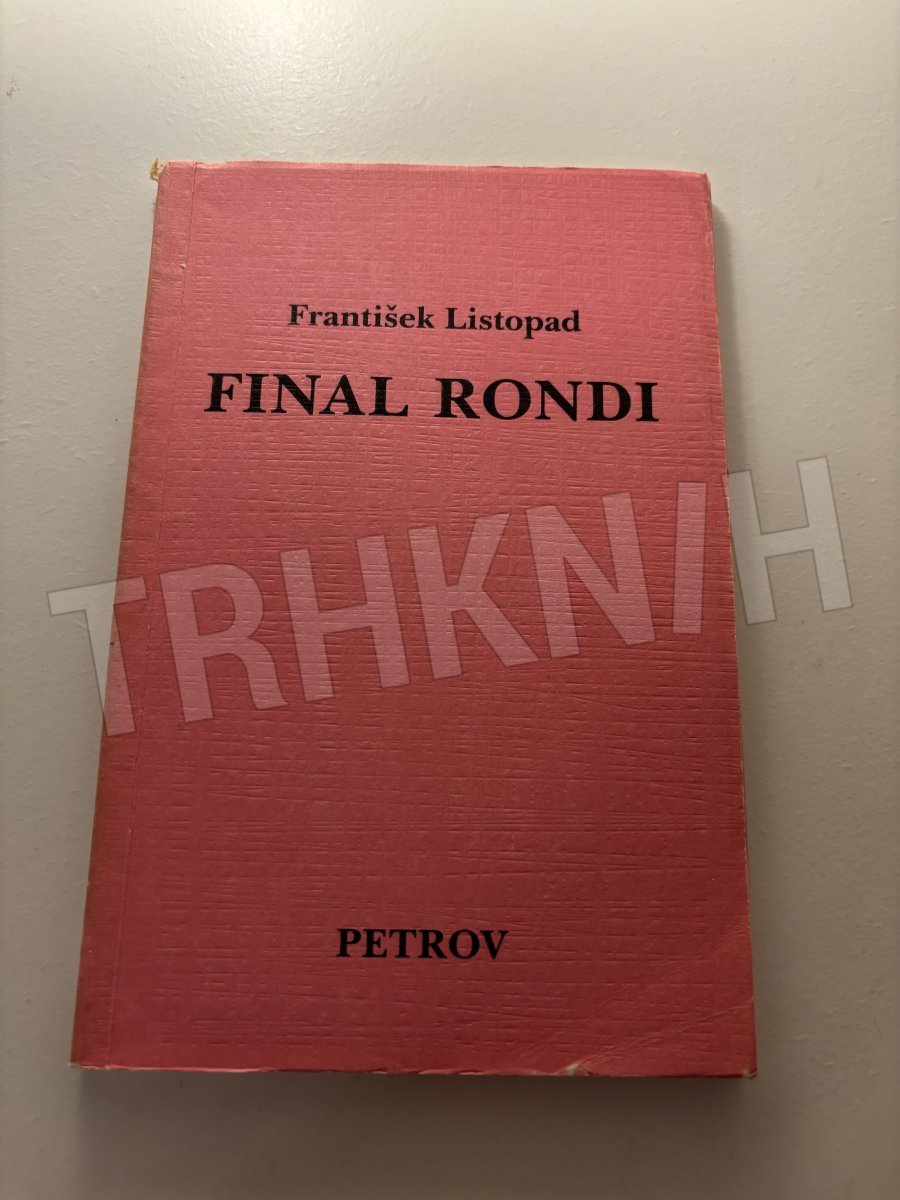 František Listopad
FINAL RONDI
TRHKNIH
PETROV